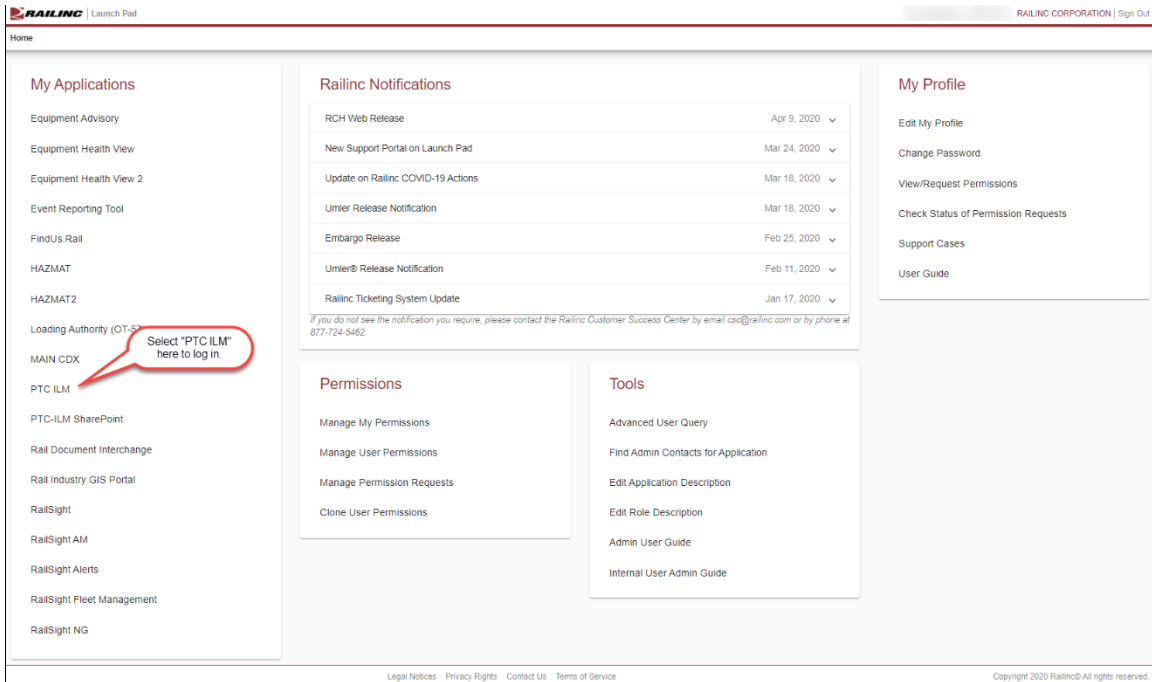 RAILINC | Launch Pad
RAILINC CORPORATION | Sign Out
Home
My Applications
Equipment Advisory
Equipment Health View
Equipment Health View 2
Event Reporting Tool
FindUs.Rail
HAZMAT
HAZMAT2
Loading Authority (OT-57
MAIN CDX
PTC ILM
PTC-ILM SharePoint
Rail Document Interchange
Rail Industry GIS Portal
RailSight
RailSight AM
RailSight Alerts
RailSight Fleet Management
RailSight NG
Select "PTC ILM"
here to log in.
Railinc Notifications
RCH Web Release Apr 9, 2020
New Support Portal on Launch Pad Mar 24, 2020
Update on Railinc COVID-19 Actions Mar 18, 2020
Umler Release Notification Mar 18, 2020
Embargo Release Feb 25, 2020
Umler® Release Notification Feb 11, 2020
Railinc Ticketing System Update Jan 17, 2020
If you do not see the notification you require, please contact the Railinc Customer Success Center by email csc@railinc.com or by phone at
877-724-5462.
Permissions
Manage My Permissions
Manage User Permissions
Manage Permission Requests
Clone User Permissions
Tools
Advanced User Query
Find Admin Contacts for Application
Edit Application Description
Edit Role Description
Admin User Guide
Internal User Admin Guide
My Profile
Edit My Profile
Change Password
View/Request Permissions
Check Status of Permission Requests
Support Cases
User Guide
Legal Notices Privacy Rights Contact Us Terms of Service
Copyright 2020 Railinc® All rights reserved.